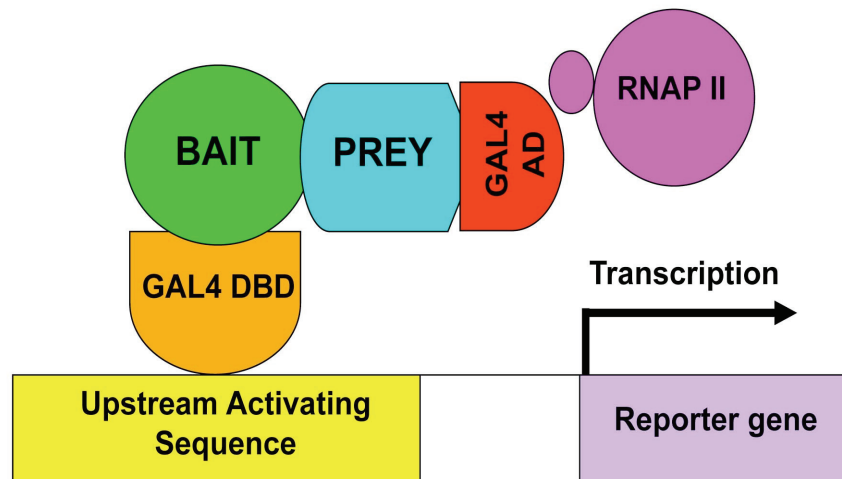 BAIT
PREY
GAL4
AD
RNAP II
GAL4 DBD
Transcription
Upstream Activating
Sequence
Reporter gene